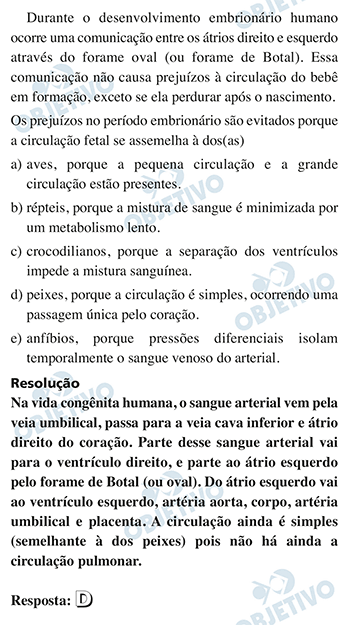 Durante o desenvolvimento embrionário humano
ocorre uma comunicação entre os átrios direito e esquerdo
através do forame oval (ou forame de Botal). Essa
comunicação não causa prejuízos à circulação do bebê
em formação, exceto se ela perdurar após o nascimento.
Os prejuízos no período embrionário são evitados porque
a circulação fetal se assemelha à dos(as)
a) aves, porque a pequena circulação e a grande
circulação estão presentes.
b) répteis, porque a mistura de sangue é minimizada por
um metabolismo lento.
c) crocodilianos, porque a separação dos ventrículos
impede a mistura sanguínea.
d) peixes, porque a circulação é simples, ocorrendo uma
passagem única pelo coração.
e) anfíbios, porque pressões diferenciais isolam
temporalmente o sangue venoso do arterial.
Resolução
Na vida congênita humana, o sangue arterial vem pela
veia umbilical, passa para a veia cava inferior e átrio
direito do coração. Parte desse sangue arterial vai
para o ventrículo direito, e parte ao átrio esquerdo
pelo forame de Botal (ou oval). Do átrio esquerdo vai
ao ventrículo esquerdo, artéria aorta, corpo, artéria
umbilical e placenta. A circulação ainda é simples
(semelhante à dos peixes) pois não há ainda a
circulação pulmonar.
Resposta: D
OBJETIVO
OBJETIVO
OBJETIVO
OBJETIVO
OBJETIVO
OBJETIVO
OBJETIVO
OBJETIVO